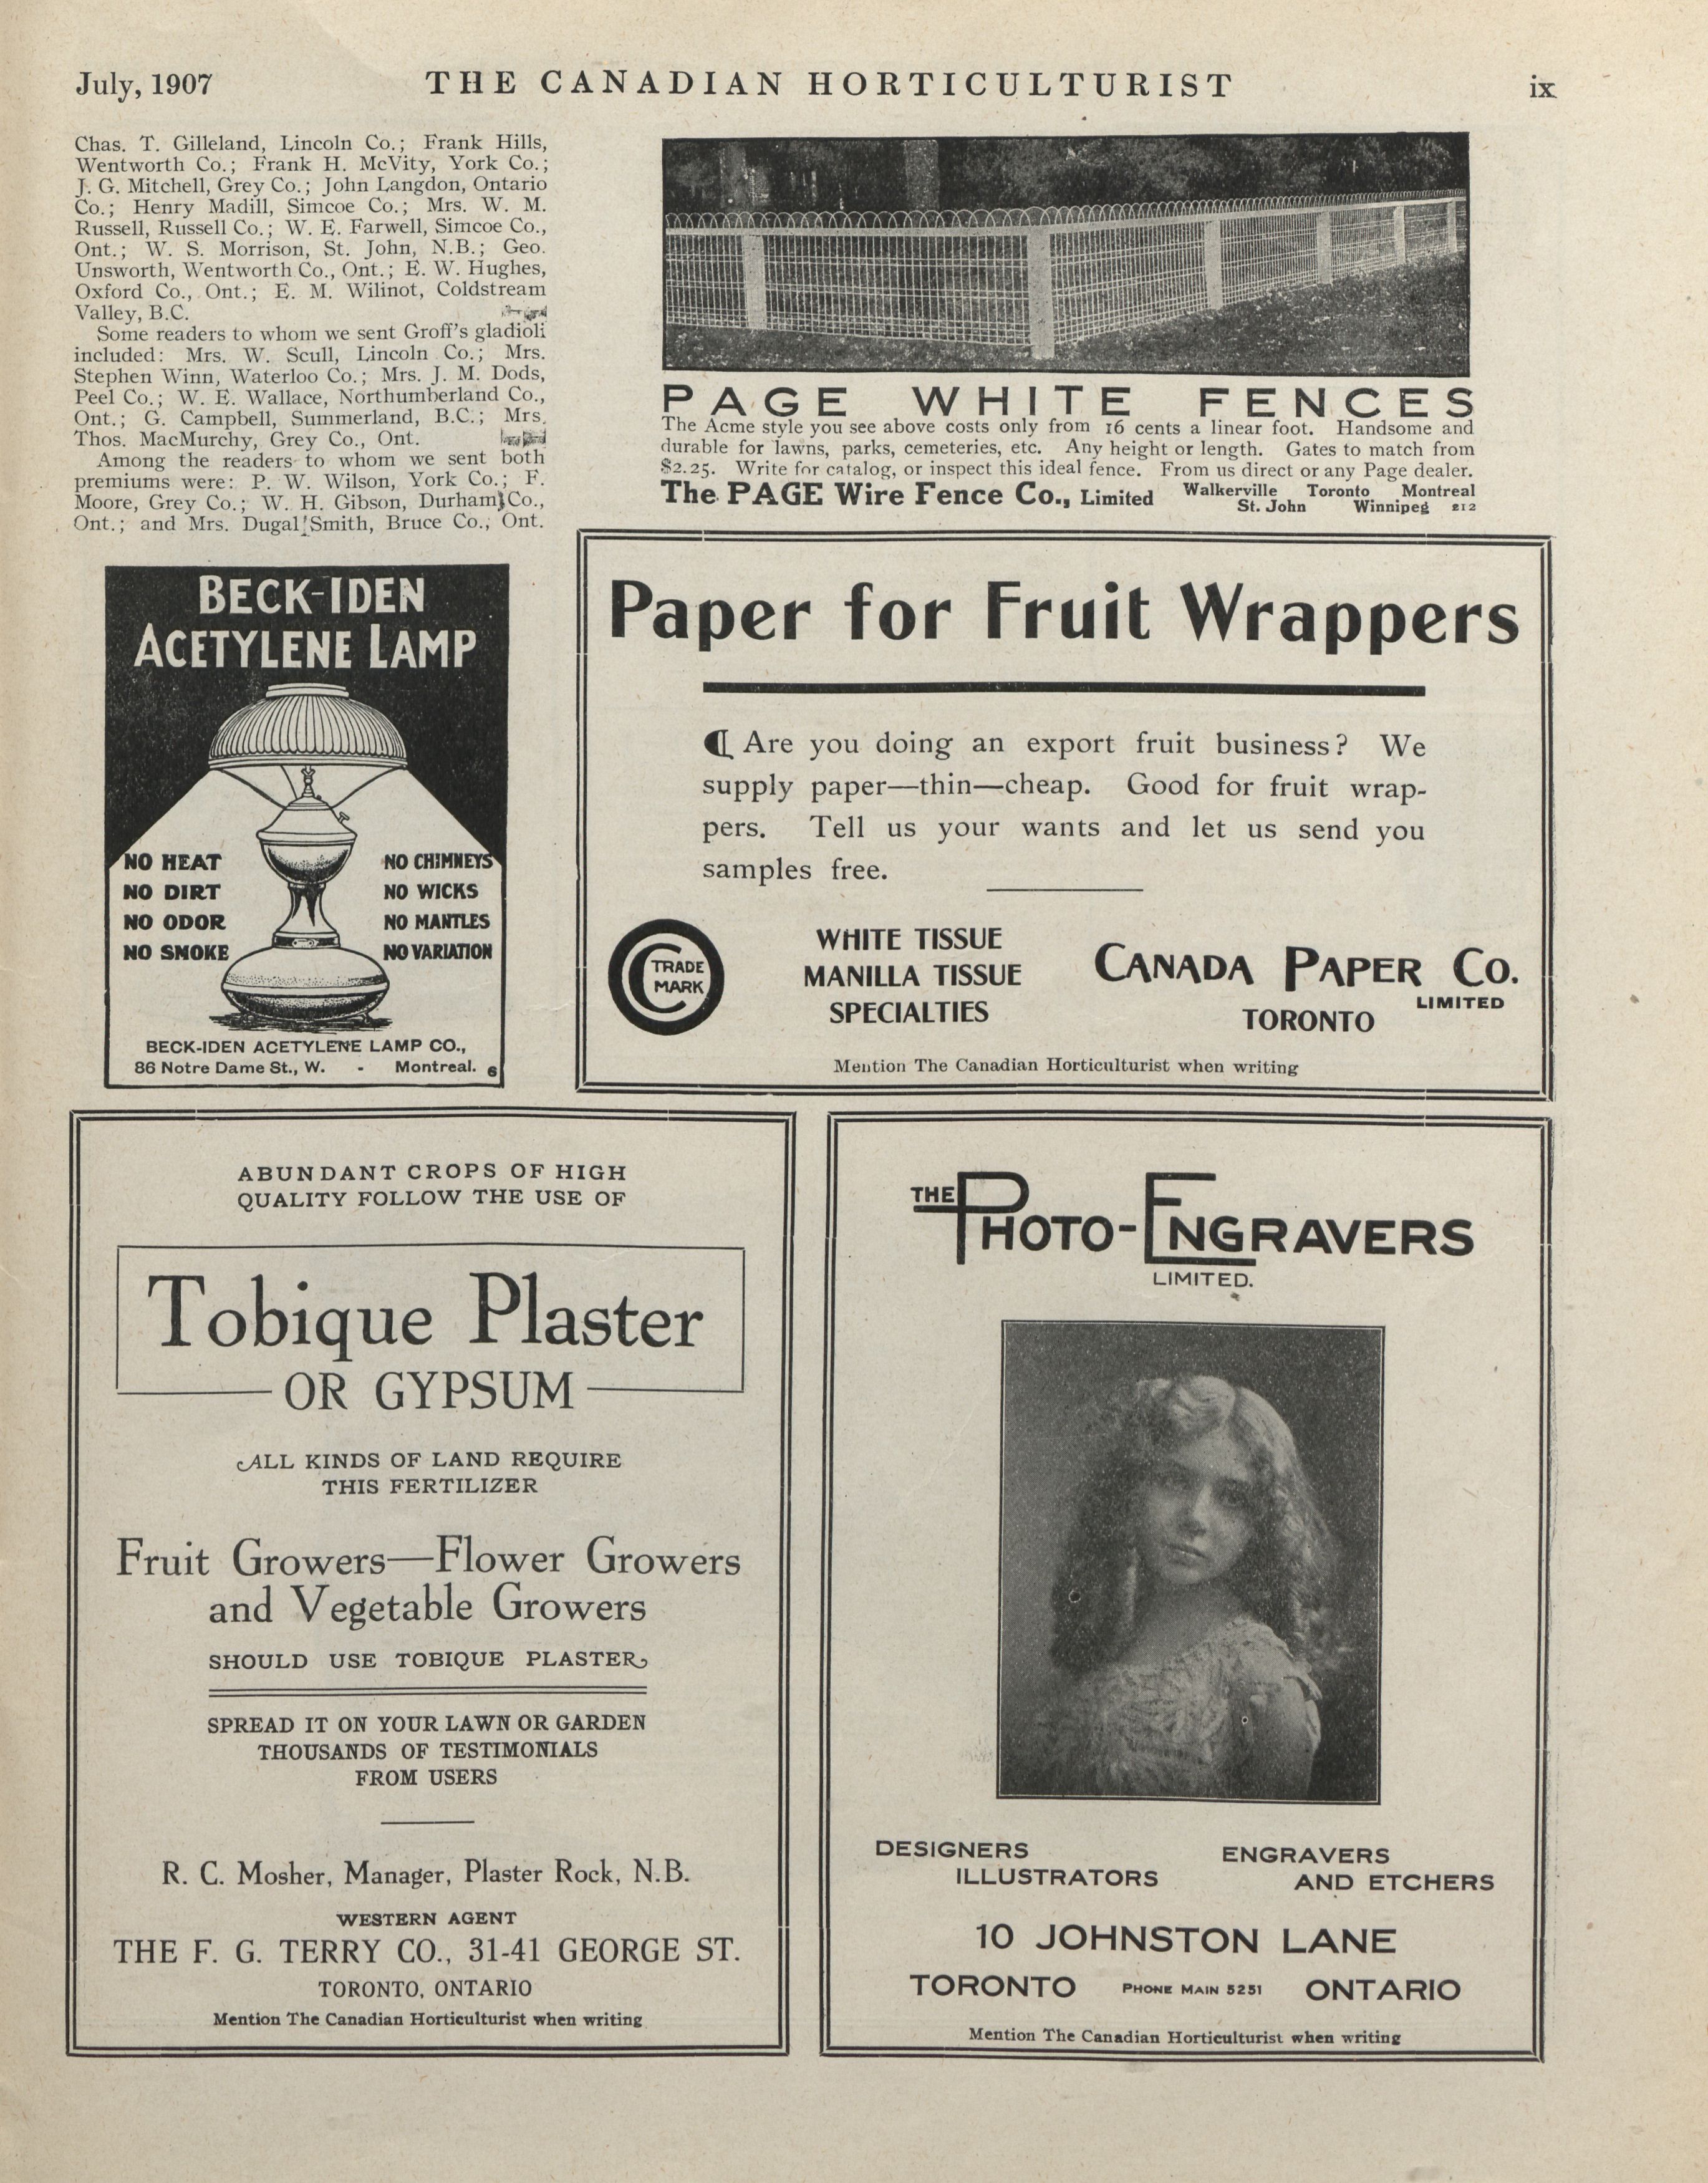 July, 1907
THE CANADIAN HORTICULTURIST
ix
Chas. T. Gilleland, Lincoln Co.; Frank Hills,
Wentworth Co.; Frank H. McVity, York Co.;
J. G. Mitchell, Grey Co.; John Langdon, Ontario
Co.; Henry Madill, Simcoe Co.; Mrs. W. M.
Russell, Russell Co.; W. E. Farwell, Simcoe Co.,
Ont.; W. S. Morrison, St. John, N.B.; Geo.
Unsworth, Wentworth Co., Ont.; E. W. Hughes,
Oxford Co., Ont.; E. M. Wilinot, Coldstream
Valley, B.C.
Some readers to whom we sent Groff's gladioli
included: Mrs. W. Scull, Lincoln Co.; Mrs.
Stephen Winn, Waterloo Co.; Mrs. J. M. Dods,
Peel Co.; W. E. Wallace, Northumberland Co.,
Ont.; G. Campbell, Summerland, B.C.; Mrs.
Thos. MacMurchy, Grey Co., Ont.
Among the readers to whom we sent both
premiums were: P. W. Wilson, York Co.; F.
Moore, Grey Co.; W. H. Gibson, Durham Co.,
Ont.; and Mrs. Dugal Smith, Bruce Co., Ont.
PAGE WHITE FENCES
The Acme style you see above costs only from 16 cents a linear foot. Handsome and
durable for lawns, parks, cemeteries, etc. Any height or length. Gates to match from
$2.25. Write for catalog, or inspect this ideal fence. From us direct or any Page dealer.
The PAGE Wire Fence Co., Limited
Walkerville Toronto Montreal
St. John Winnipeg 212
BECK-IDEN
ACETYLENE LAMP
NO HEAT
NO DIRT
NO ODOR
NO SMOKE
NO CHIMNEYS
NO WICKS
NO MANTLES
NO VARIATION
BECK-IDEN ACETYLENE LAMP CO.,
86 Notre Dame St., W. - Montreal. 6
Paper for Fruit Wrappers
¶ Are you doing an export fruit business? We
supply paper—thin—cheap. Good for fruit wrap-
pers. Tell us your wants and let us send you
samples free.
C C TRADE
MARK
WHITE TISSUE
MANILLA TISSUE
SPECIALTIES
CANADA PAPER CO.
LIMITED
TORONTO
Mention The Canadian Horticulturist when writing
ABUNDANT CROPS OF HIGH
QUALITY FOLLOW THE USE OF
Tobique Plaster
OR GYPSUM
ALL KINDS OF LAND REQUIRE
THIS FERTILIZER
Fruit Growers—Flower Growers
and Vegetable Growers
SHOULD USE TOBIQUE PLASTER
SPREAD IT ON YOUR LAWN OR GARDEN
THOUSANDS OF TESTIMONIALS
FROM USERS
R. C. Mosher, Manager, Plaster Rock, N.B.
WESTERN AGENT
THE F. G. TERRY CO., 31-41 GEORGE ST.
TORONTO, ONTARIO
Mention The Canadian Horticulturist when writing
THE PHOTO-ENGRAVERS
LIMITED.
DESIGNERS
ILLUSTRATORS
ENGRAVERS
AND ETCHERS
10 JOHNSTON LANE
TORONTO PHONE MAIN 5251 ONTARIO
Mention The Canadian Horticulturist when writing